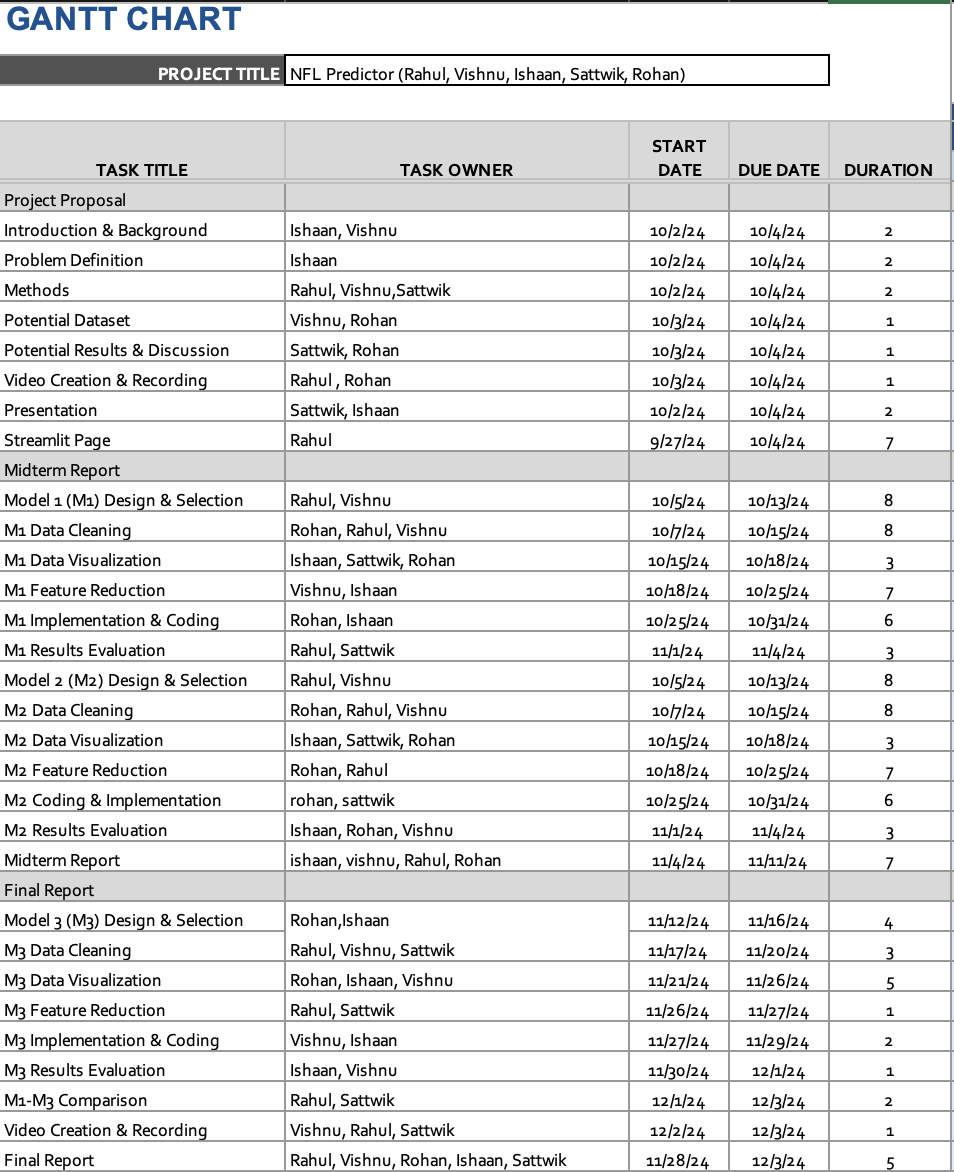 GANTT CHART
PROJECT TITLE NFL Predictor (Rahul, Vishnu, Ishaan, Sattwik, Rohan)
START
TASK TITLE TASK OWNER DATE DUE DATE DURATION
Project Proposal
Introduction & Background Ishaan, Vishnu 10/2/24 10/4/24 2
Problem Definition Ishaan 10/2/24 10/4/24 2
Methods Rahul, Vishnu,Sattwik 10/2/24 10/4/24 2
Potential Dataset Vishnu, Rohan 10/3/24 10/4/24 1
Potential Results & Discussion Sattwik, Rohan 10/3/24 10/4/24 1
Video Creation & Recording Rahul , Rohan 10/3/24 10/4/24 1
Presentation Sattwik, Ishaan 10/2/24 10/4/24 2
Streamlit Page Rahul 9/27/24 10/4/24 7
Midterm Report
Model 1 (M1) Design & Selection Rahul, Vishnu 10/5/24 10/13/24 8
M1 Data Cleaning Rohan, Rahul, Vishnu 10/7/24 10/15/24 8
M1 Data Visualization Ishaan, Sattwik, Rohan 10/15/24 10/18/24 3
M1 Feature Reduction Vishnu, Ishaan 10/18/24 10/25/24 7
M1 Implementation & Coding Rohan, Ishaan 10/25/24 10/31/24 6
M1 Results Evaluation Rahul, Sattwik 11/1/24 11/4/24 3
Model 2 (M2) Design & Selection Rahul, Vishnu 10/5/24 10/13/24 8
M2 Data Cleaning Rohan, Rahul, Vishnu 10/7/24 10/15/24 8
M2 Data Visualization Ishaan, Sattwik, Rohan 10/15/24 10/18/24 3
M2 Feature Reduction Rohan, Rahul 10/18/24 10/25/24 7
M2 Coding & Implementation rohan, sattwik 10/25/24 10/31/24 6
M2 Results Evaluation Ishaan, Rohan, Vishnu 11/1/24 11/4/24 3
Midterm Report ishaan, vishnu, Rahul, Rohan 11/4/24 11/11/24 7
Final Report
Model 3 (M3) Design & Selection Rohan,Ishaan 11/12/24 11/16/24 4
M3 Data Cleaning Rahul, Vishnu, Sattwik 11/17/24 11/20/24 3
M3 Data Visualization Rohan, Ishaan, Vishnu 11/21/24 11/26/24 5
M3 Feature Reduction Rahul, Sattwik 11/26/24 11/27/24 1
M3 Implementation & Coding Vishnu, Ishaan 11/27/24 11/29/24 2
M3 Results Evaluation Ishaan, Vishnu 11/30/24 12/1/24 1
M1-M3 Comparison Rahul, Sattwik 12/1/24 12/3/24 2
Video Creation & Recording Vishnu, Rahul, Sattwik 12/2/24 12/3/24 1
Final Report Rahul, Vishnu, Rohan, Ishaan, Sattwik 11/28/24 12/3/24 5